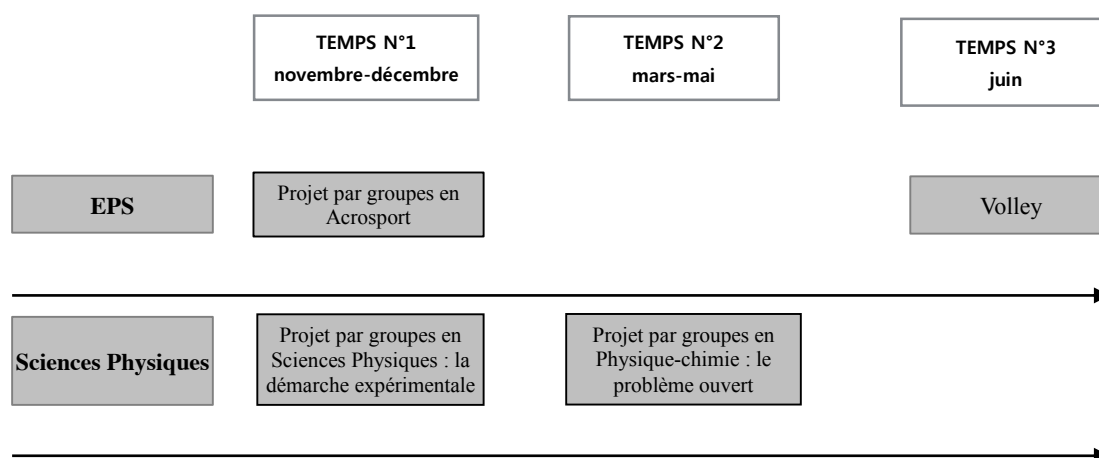 TEMPS N°1
novembre-décembre
TEMPS N°2
mars-mai
TEMPS N°3
juin
EPS
Projet par groupes en
Acrosport
Volley
Sciences Physiques
Projet par groupes en
Sciences Physiques : la
démarche expérimentale
Projet par groupes en
Physique-chimie : le
problème ouvert